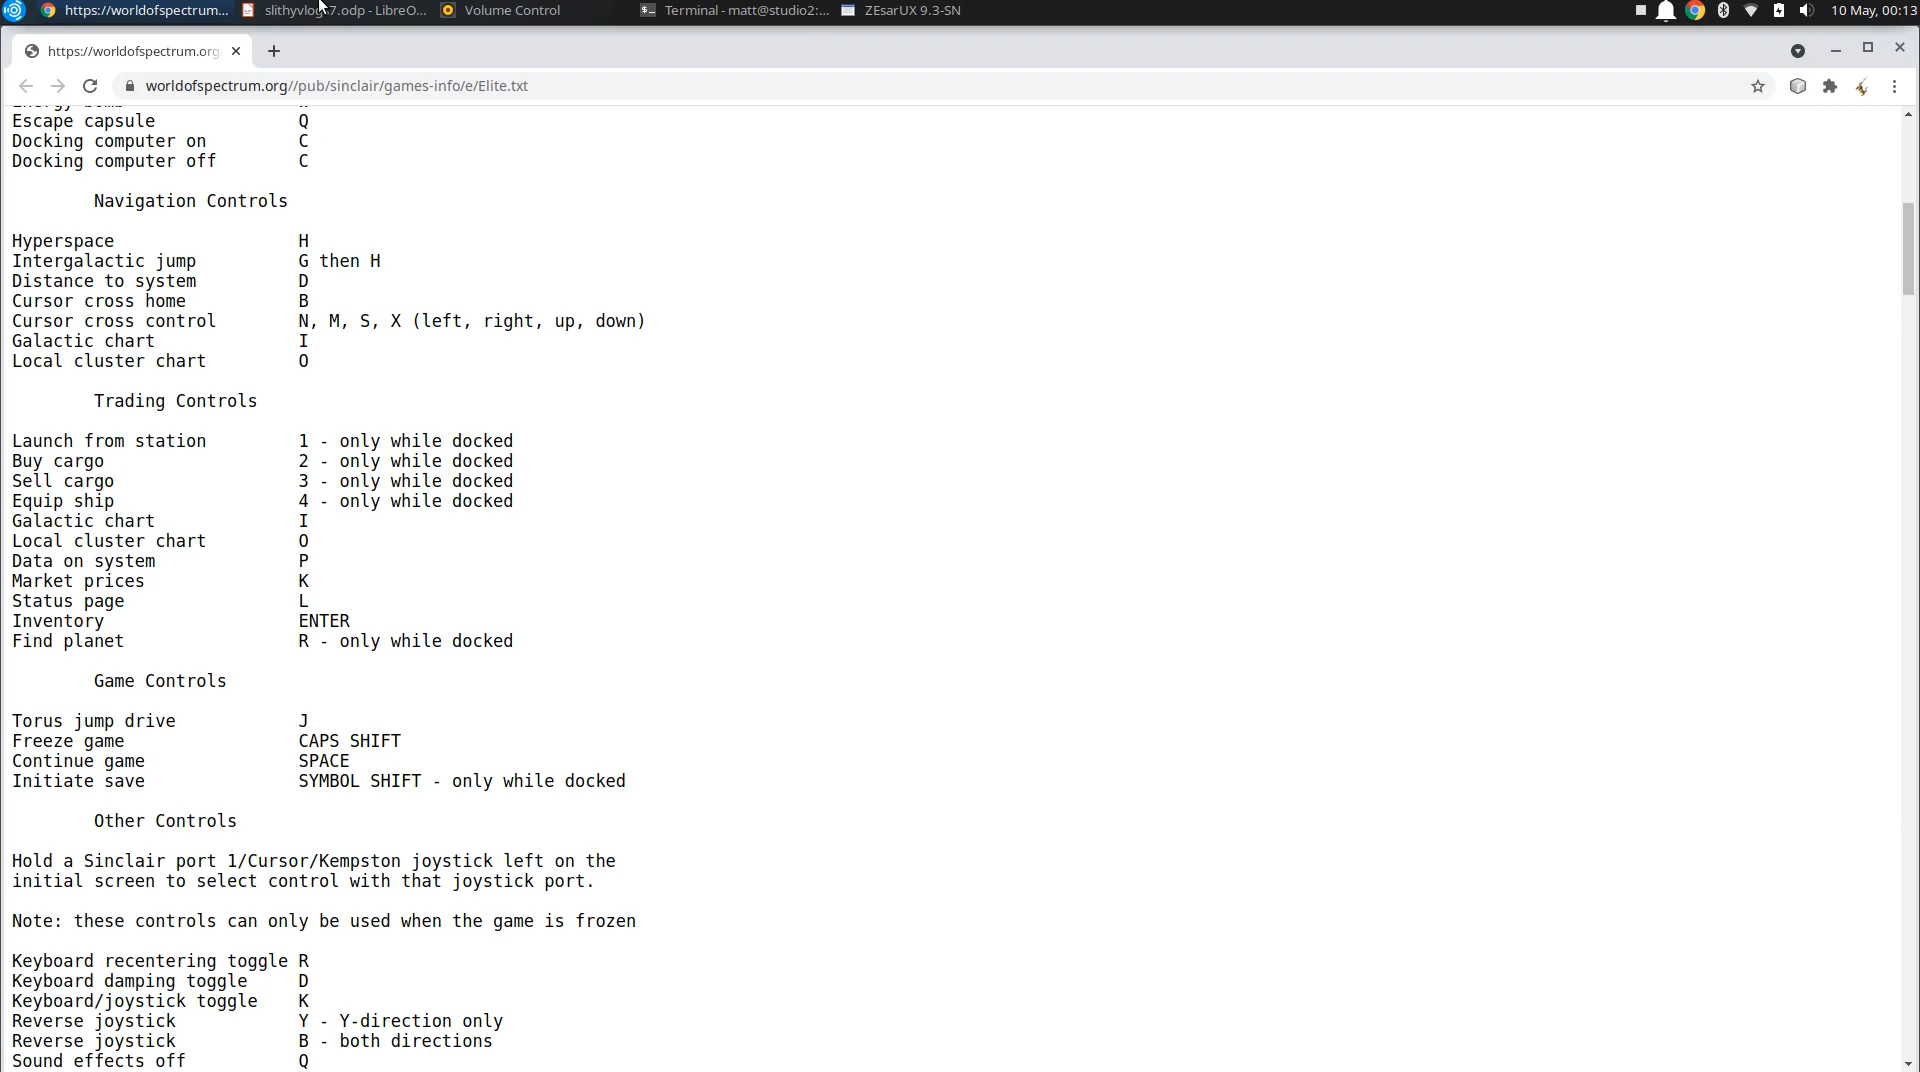 https://worldofspectrum... slithyvlog-7.odp - LibreO... Volume Control Terminal - matt@studio2:... ZEsarUX 9.3-SN 10 May, 00:13
https://worldofspectrum.org
worldofspectrum.org//pub/sinclair/games-info/e/Elite.txt
Escape capsule Q
Docking computer on C
Docking computer off C
Navigation Controls
Hyperspace H
Intergalactic jump G then H
Distance to system D
Cursor cross home B
Cursor cross control N, M, S, X (left, right, up, down)
Galactic chart I
Local cluster chart O
Trading Controls
Launch from station 1 - only while docked
Buy cargo 2 - only while docked
Sell cargo 3 - only while docked
Equip ship 4 - only while docked
Galactic chart I
Local cluster chart O
Data on system P
Market prices K
Status page L
Inventory ENTER
Find planet R - only while docked
Game Controls
Torus jump drive J
Freeze game CAPS SHIFT
Continue game SPACE
Initiate save SYMBOL SHIFT - only while docked
Other Controls
Hold a Sinclair port 1/Cursor/Kempston joystick left on the
initial screen to select control with that joystick port.
Note: these controls can only be used when the game is frozen
Keyboard recentering toggle R
Keyboard damping toggle D
Keyboard/joystick toggle K
Reverse joystick Y - Y-direction only
Reverse joystick B - both directions
Sound effects off Q